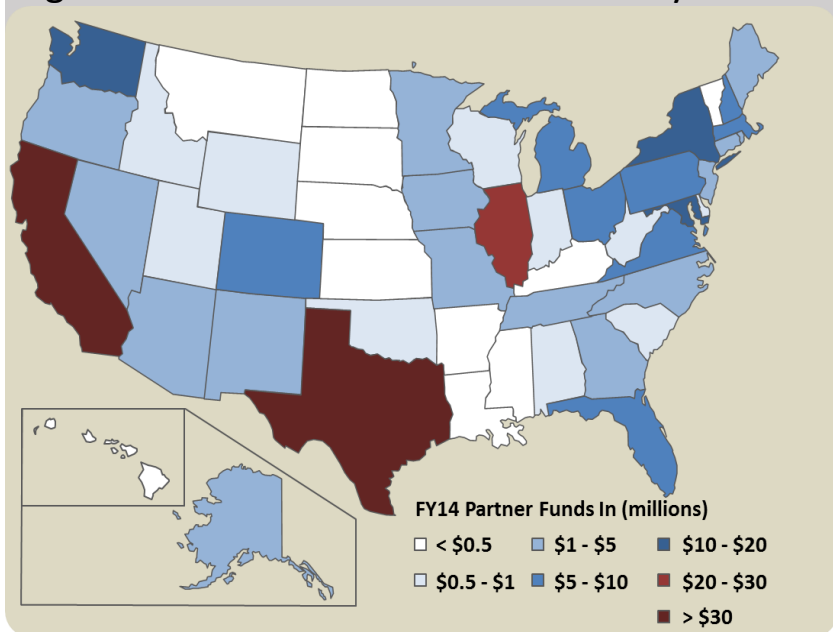 FY14 Partner Funds In (millions)
< $0.5
$1 - $5
$10 - $20
$0.5 - $1
$5 - $10
$20 - $30
> $30